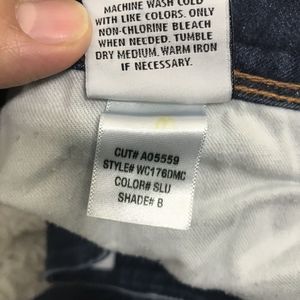 MACHINE WASH COLD
WITH LIKE COLORS. ONLY
NON-CHLORINE BLEACH
WHEN NEEDED. TUMBLE
DRY MEDIUM. WARM IRON
IF NECESSARY.
CUT# A05559
STYLE# WC176DMC
COLOR# SLU
SHADE# B